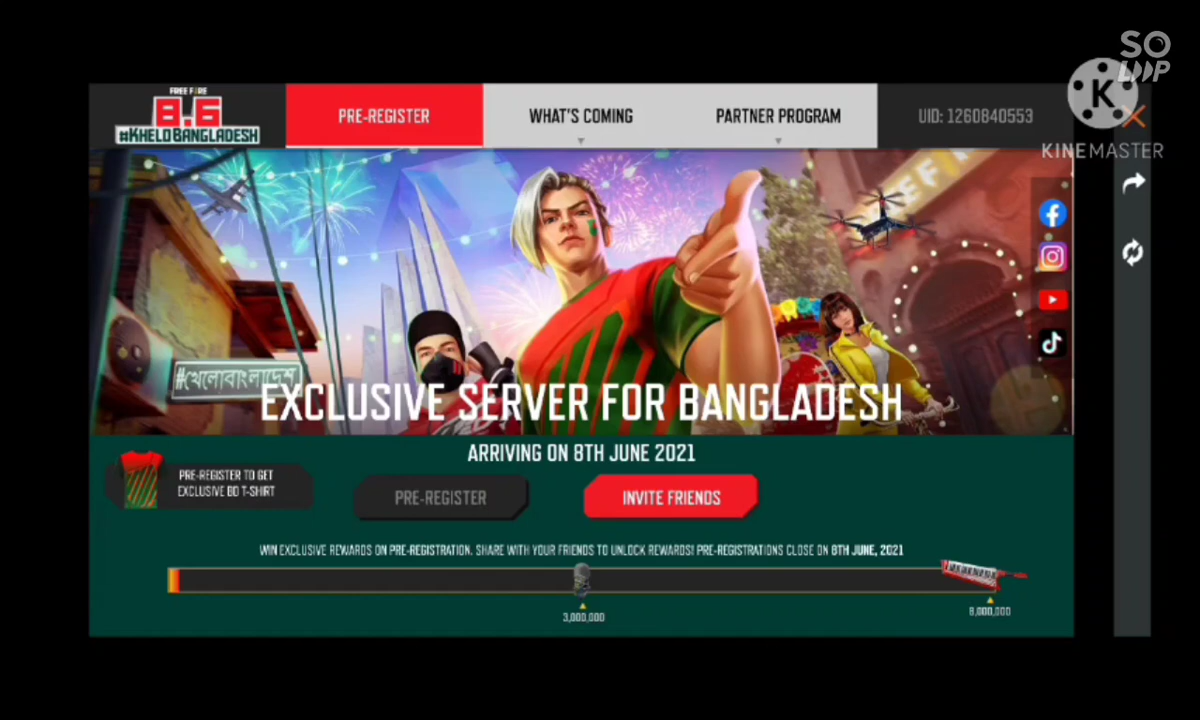 SO
LOOP
K
KINEMASTER
FREE FIRE
8.6
#KHELOBANGLADESH
PRE-REGISTER
WHAT'S COMING
PARTNER PROGRAM
UID: 1260840553
#খেলোবাংলাদেশ
EXCLUSIVE SERVER FOR BANGLADESH
ARRIVING ON 8TH JUNE 2021
PRE-REGISTER TO GET
EXCLUSIVE BD T-SHIRT
PRE-REGISTER
INVITE FRIENDS
WIN EXCLUSIVE REWARDS ON PRE-REGISTRATION. SHARE WITH YOUR FRIENDS TO UNLOCK REWARDS! PRE-REGISTRATIONS CLOSE ON 8TH JUNE, 2021
3,000,000
8,000,000